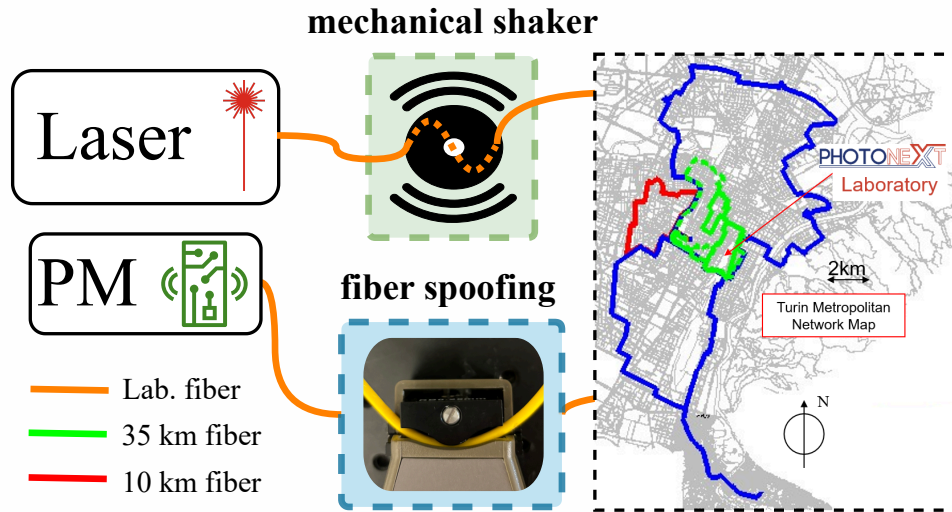 mechanical shaker
Laser
PM
fiber spoofing
Lab. fiber
35 km fiber
10 km fiber
PHOTONEXT
Laboratory
2km
Turin Metropolitan
Network Map
N